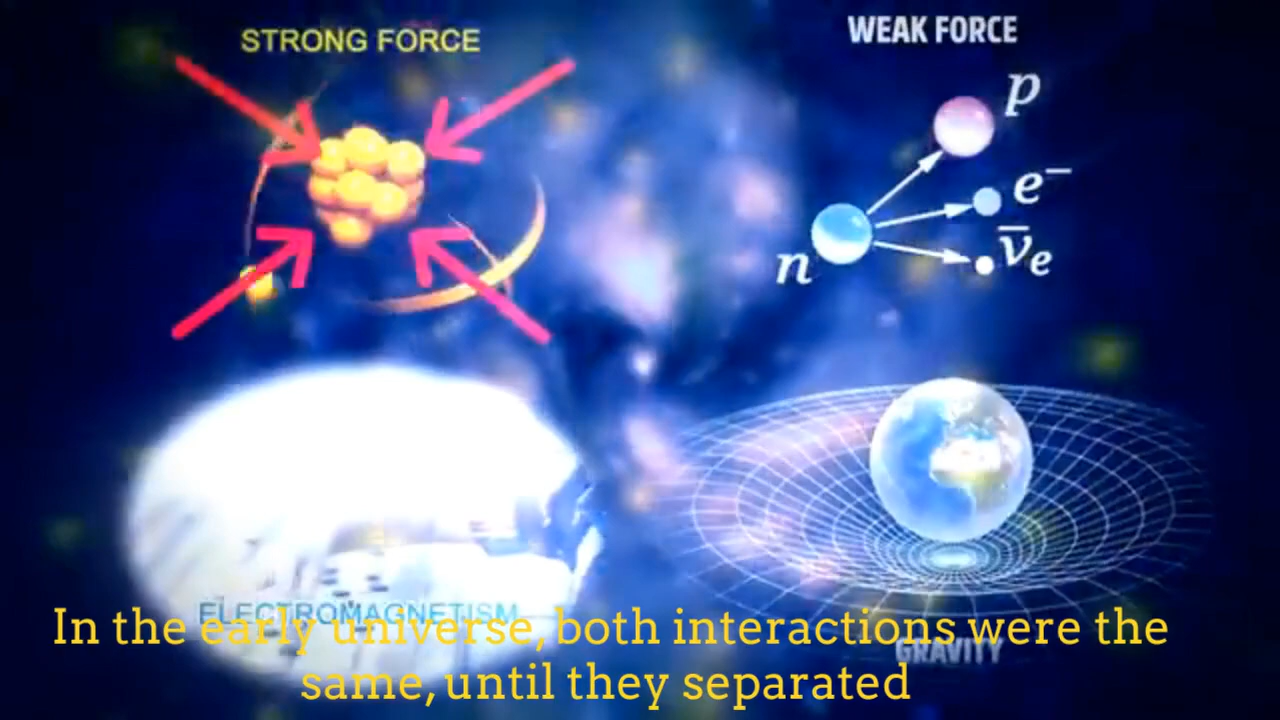 STRONG FORCE
WEAK FORCE
p
e⁻
n
ν̄ₑ
ELECTROMAGNETISM
GRAVITY
In the early universe, both interactions were the
same, until they separated